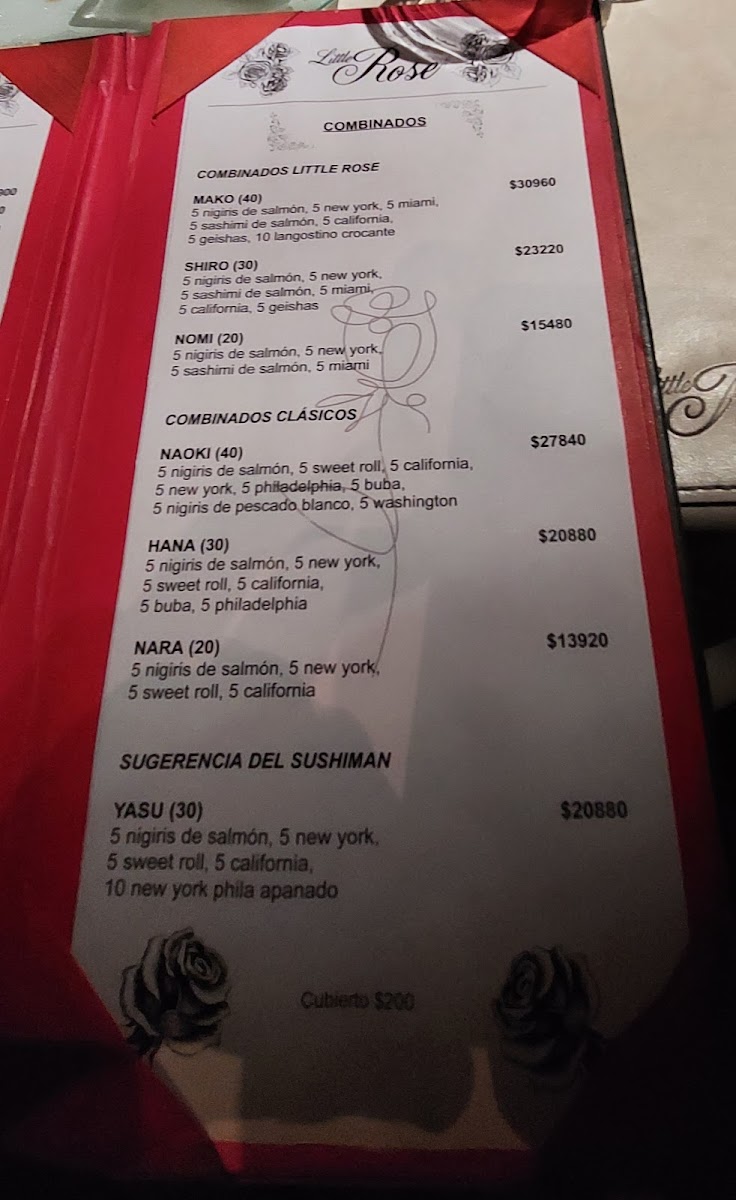 Little Rose
COMBINADOS
COMBINADOS LITTLE ROSE
MAKO (40) $30960
5 nigiris de salmón, 5 new york, 5 miami,
5 sashimi de salmón, 5 california,
5 geishas, 10 langostino crocante
SHIRO (30) $23220
5 nigiris de salmón, 5 new york,
5 sashimi de salmón, 5 miami,
5 california, 5 geishas
NOMI (20) $15480
5 nigiris de salmón, 5 new york,
5 sashimi de salmón, 5 miami
COMBINADOS CLÁSICOS
NAOKI (40) $27840
5 nigiris de salmón, 5 sweet roll, 5 california,
5 new york, 5 philadelphia, 5 buba,
5 nigiris de pescado blanco, 5 washington
HANA (30) $20880
5 nigiris de salmón, 5 new york,
5 sweet roll, 5 california,
5 buba, 5 philadelphia
NARA (20) $13920
5 nigiris de salmón, 5 new york,
5 sweet roll, 5 california
SUGERENCIA DEL SUSHIMAN
YASU (30) $20880
5 nigiris de salmón, 5 new york,
5 sweet roll, 5 california,
10 new york phila apanado
Cubierto $200